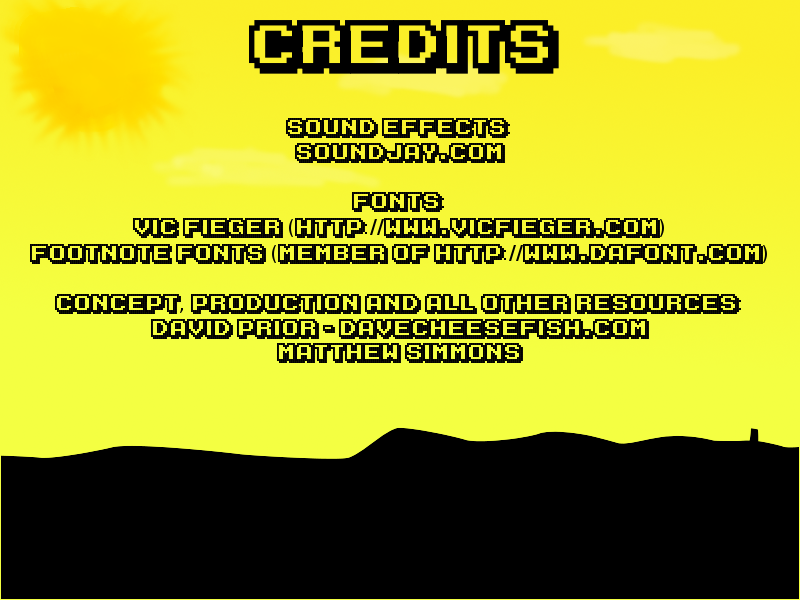 CREDITS
SOUND EFFECTS
SOUNDJAY.COM
FONTS
VIC FIEGER (HTTP://WWW.VICFIEGER.COM)
FOOTNOTE FONTS (MEMBER OF HTTP://WWW.DAFONT.COM)
CONCEPT, PRODUCTION AND ALL OTHER RESOURCES
DAVID PRIOR - DAVECHEESEFISH.COM
MATTHEW SIMMONS